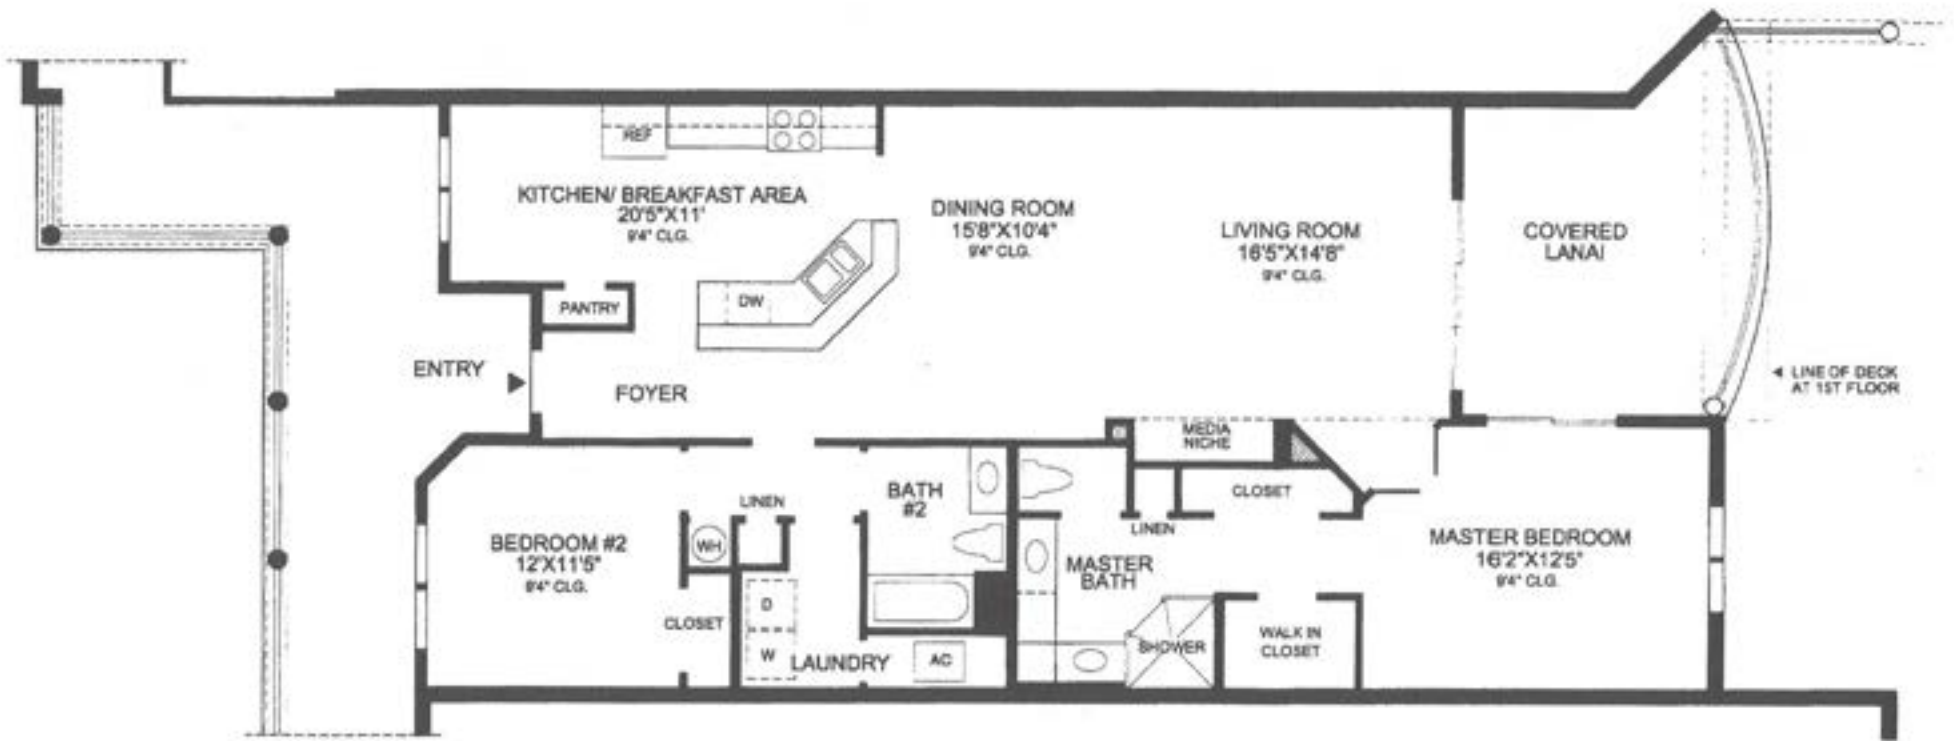 REF
KITCHEN/ BREAKFAST AREA
20'5"X11'
9'4" CLG.
DINING ROOM
15'8"X10'4"
9'4" CLG.
LIVING ROOM
16'5"X14'8"
9'4" CLG.
COVERED
LANAI
PANTRY
DW
ENTRY
FOYER
LINE OF DECK
AT 1ST FLOOR
MEDIA
NICHE
BEDROOM #2
12'X11'5"
9'4" CLG.
LINEN
WH
BATH
#2
CLOSET
D
W
LAUNDRY
AC
LINEN
CLOSET
MASTER
BATH
SHOWER
WALK IN
CLOSET
MASTER BEDROOM
16'2"X12'5"
9'4" CLG.